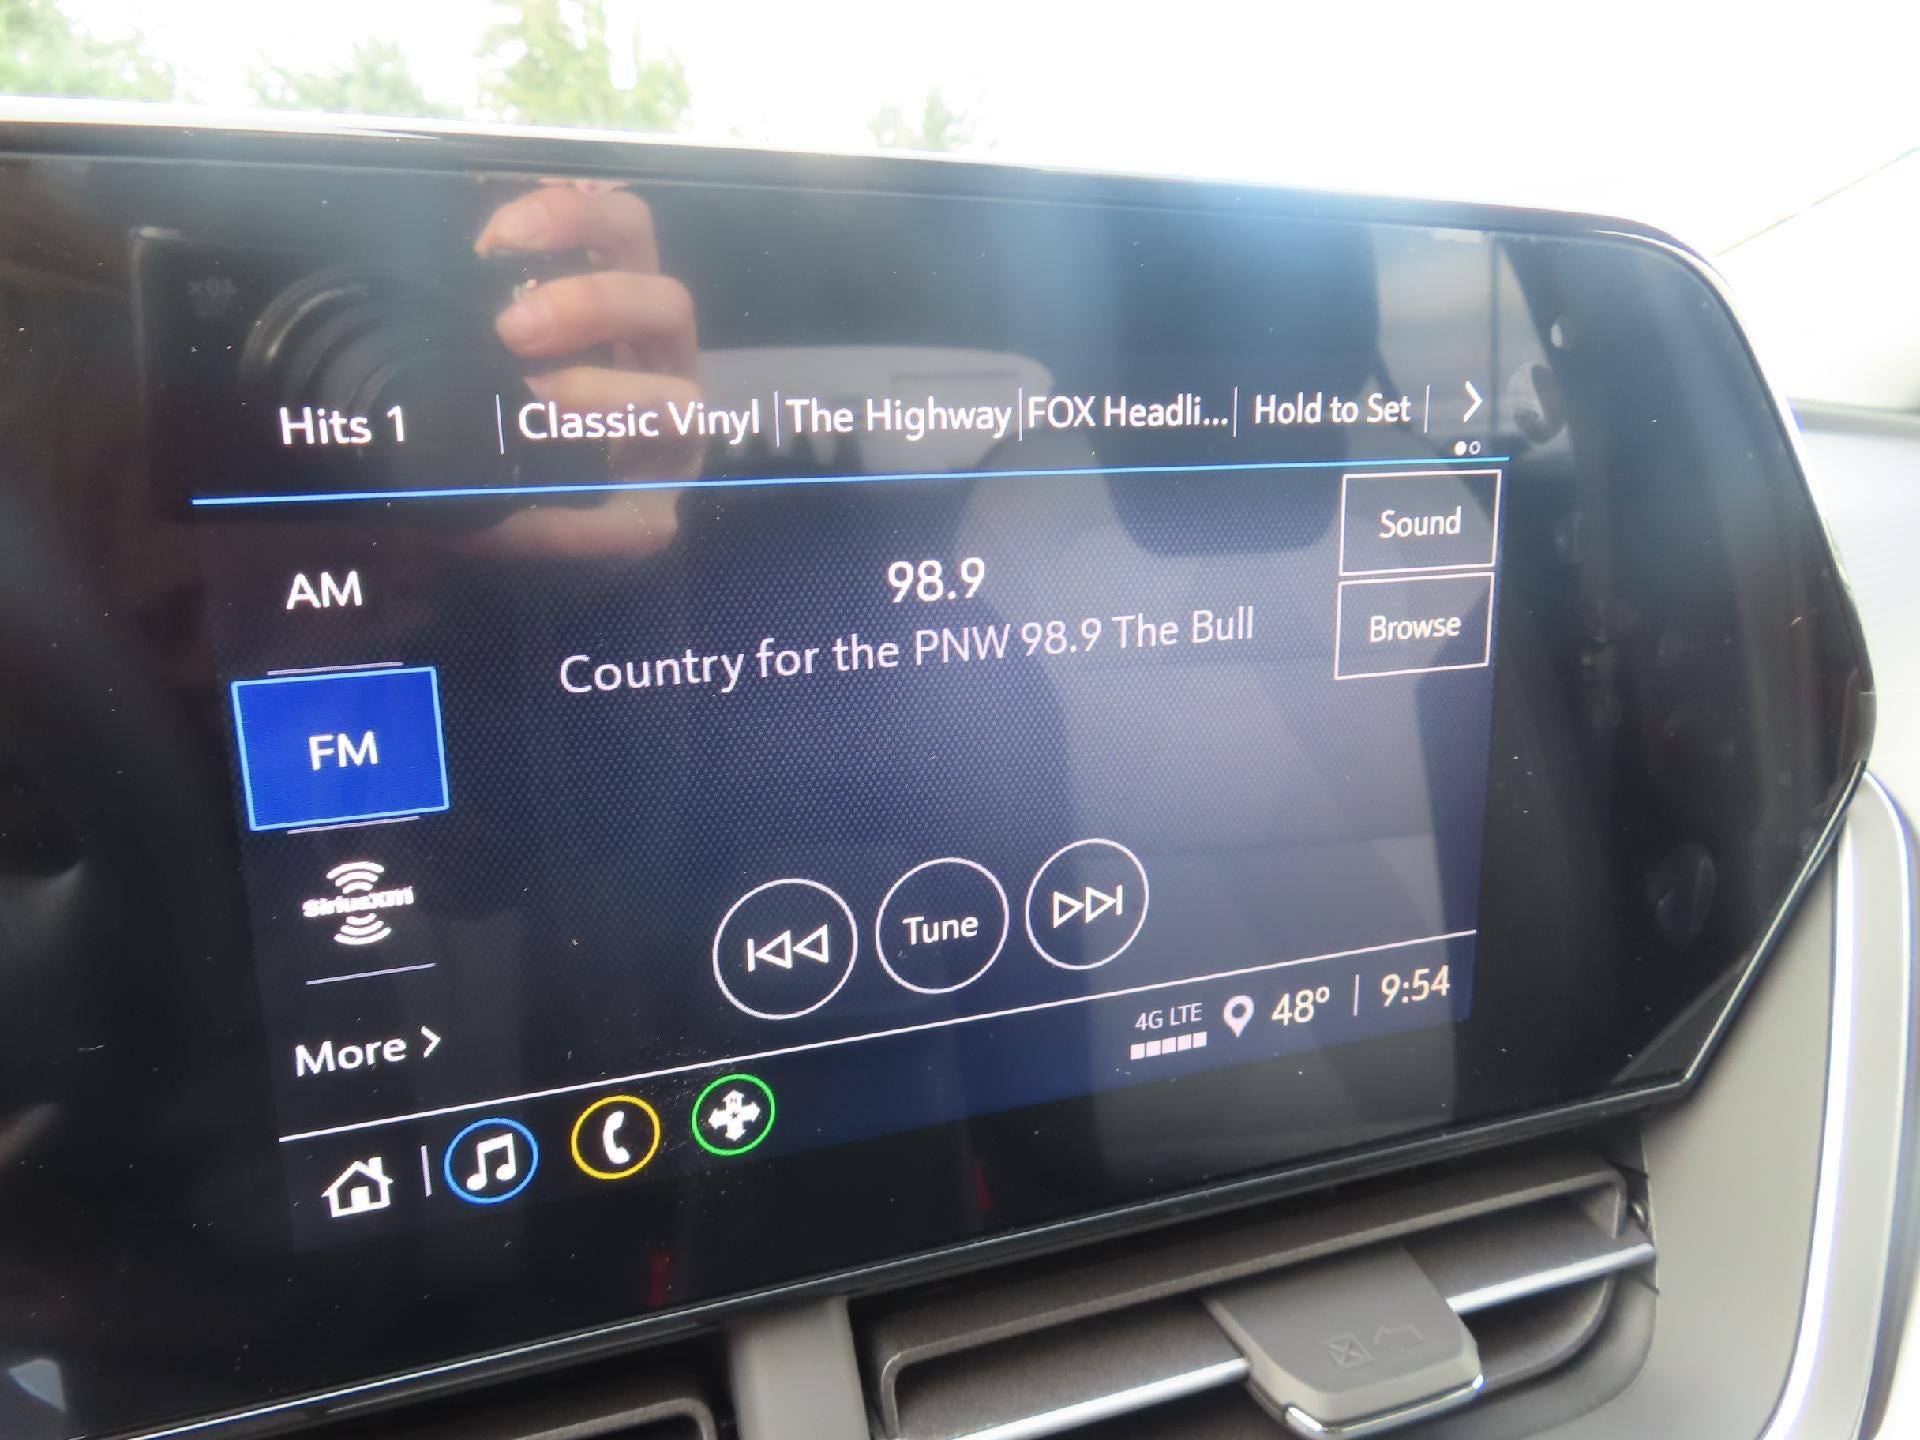 Hits 1 | Classic Vinyl | The Highway | FOX Headli... | Hold to Set |
Sound
AM
98.9
Browse
Country for the PNW 98.9 The Bull
FM
SiriusXM
Tune
More
4G LTE 48° | 9:54